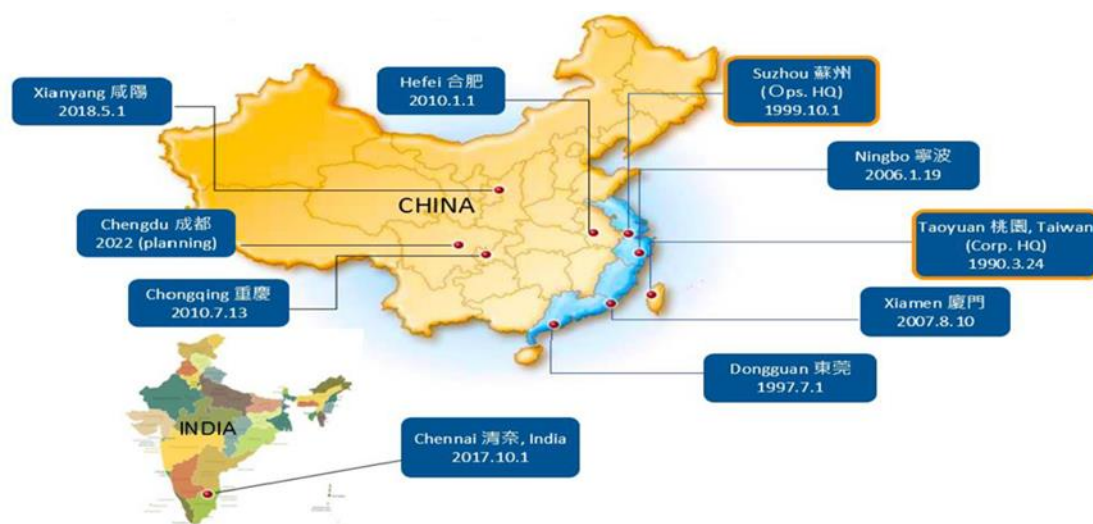 Xianyang 咸陽
2018.5.1
Hefei 合肥
2010.1.1
Suzhou 蘇州
(Ops. HQ)
1999.10.1
Ningbo 寧波
2006.1.19
CHINA
Chengdu 成都
2022 (planning)
Taoyuan 桃園, Taiwan
(Corp. HQ)
1990.3.24
Chongqing 重慶
2010.7.13
Xiamen 廈門
2007.8.10
Dongguan 東莞
1997.7.1
INDIA
Chennai 清奈, India
2017.10.1